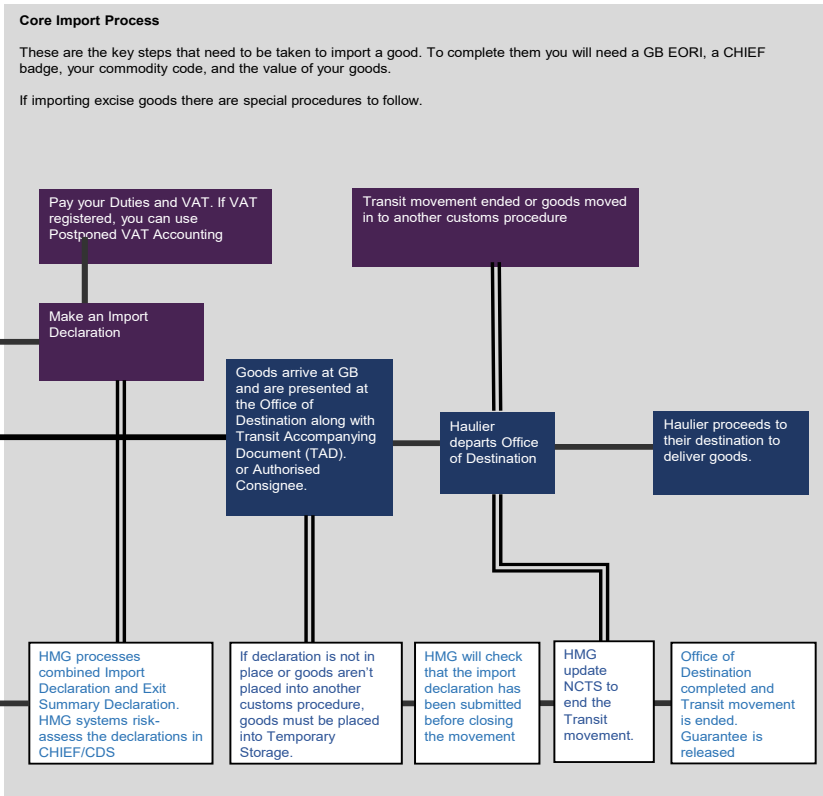 Core Import Process
These are the key steps that need to be taken to import a good. To complete them you will need a GB EORI, a CHIEF
badge, your commodity code, and the value of your goods.
If importing excise goods there are special procedures to follow.
Pay your Duties and VAT. If VAT
registered, you can use
Postponed VAT Accounting
Transit movement ended or goods moved
in to another customs procedure
Make an Import
Declaration
Goods arrive at GB
and are presented at
the Office of
Destination along with
Transit Accompanying
Document (TAD).
or Authorised
Consignee.
Haulier
departs Office
of Destination
Haulier proceeds to
their destination to
deliver goods.
HMG processes
combined Import
Declaration and Exit
Summary Declaration.
HMG systems risk-
assess the declarations in
CHIEF/CDS
If declaration is not in
place or goods aren't
placed into another
customs procedure,
goods must be placed
into Temporary
Storage.
HMG will check
that the import
declaration has
been submitted
before closing
the movement
HMG
update
NCTS to
end the
Transit
movement.
Office of
Destination
completed and
Transit movement
is ended.
Guarantee is
released